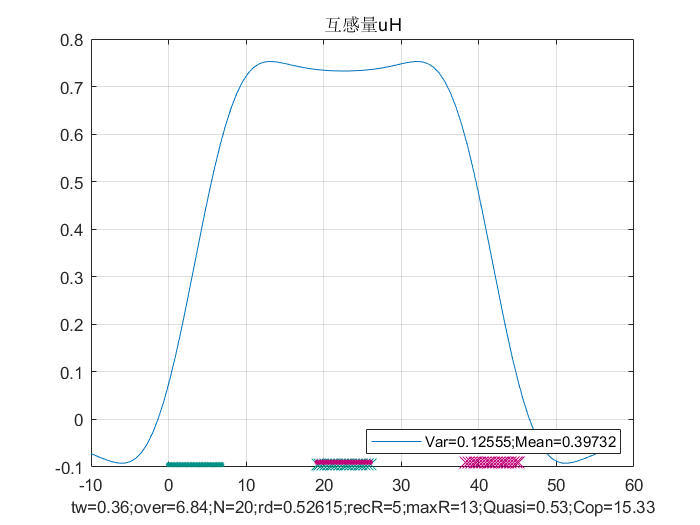 互感量uH
0.8
0.7
0.6
0.5
0.4
0.3
0.2
0.1
0
-0.1
Var=0.12555;Mean=0.39732
-10 0 10 20 30 40 50 60
tw=0.36;over=6.84;N=20;rd=0.52615;recR=5;maxR=13;Quasi=0.53;Cop=15.33